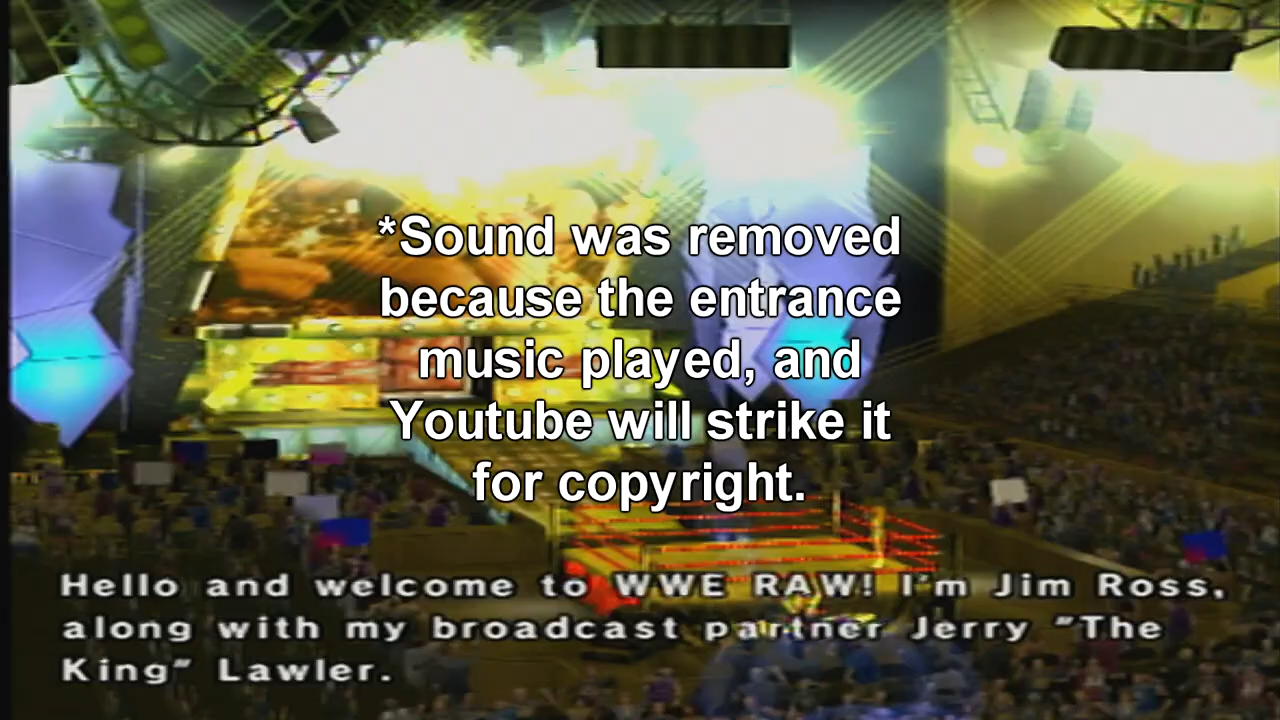 *Sound was removed
because the entrance
music played, and
Youtube will strike it
for copyright.
Hello and welcome to WWE RAW! I'm Jim Ross,
along with my broadcast partner Jerry "The
King" Lawler.